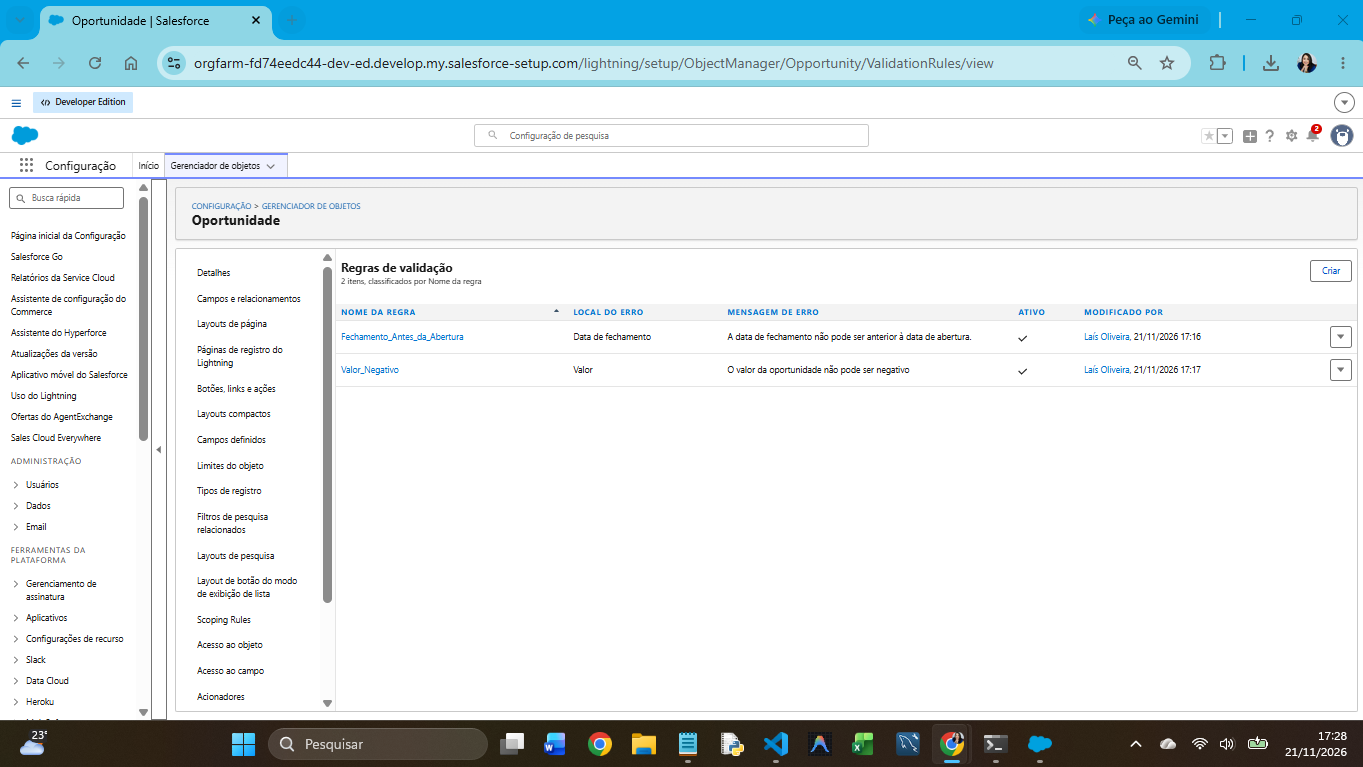 Oportunidade | Salesforce
Peça ao Gemini
orgfarm-fd74eedc44-dev-ed.develop.my.salesforce-setup.com/lightning/setup/ObjectManager/Opportunity/ValidationRules/view
Developer Edition
Configuração de pesquisa
2
Configuração
Início
Gerenciador de objetos
Busca rápida
Página inicial da Configuração
Salesforce Go
Relatórios da Service Cloud
Assistente de configuração do
Commerce
Assistente do Hyperforce
Atualizações da versão
Aplicativo móvel do Salesforce
Uso do Lightning
Ofertas do AgentExchange
Sales Cloud Everywhere
ADMINISTRAÇÃO
Usuários
Dados
Email
FERRAMENTAS DA
PLATAFORMA
Gerenciamento de
assinatura
Aplicativos
Configurações de recurso
Slack
Data Cloud
Heroku
CONFIGURAÇÃO > GERENCIADOR DE OBJETOS
Oportunidade
Detalhes
Campos e relacionamentos
Layouts de página
Páginas de registro do
Lightning
Botões, links e ações
Layouts compactos
Campos definidos
Limites do objeto
Tipos de registro
Filtros de pesquisa
relacionados
Layouts de pesquisa
Layout de botão do modo
de exibição de lista
Scoping Rules
Acesso ao objeto
Acesso ao campo
Acionadores
Regras de validação
2 itens, classificados por Nome da regra
Criar
NOME DA REGRA LOCAL DO ERRO MENSAGEM DE ERRO ATIVO MODIFICADO POR
Fechamento_Antes_da_Abertura Data de fechamento A data de fechamento não pode ser anterior à data de abertura. Laís Oliveira, 21/11/2026 17:16
Valor_Negativo Valor O valor da oportunidade não pode ser negativo Laís Oliveira, 21/11/2026 17:17
23°
Pesquisar
17:28
21/11/2026